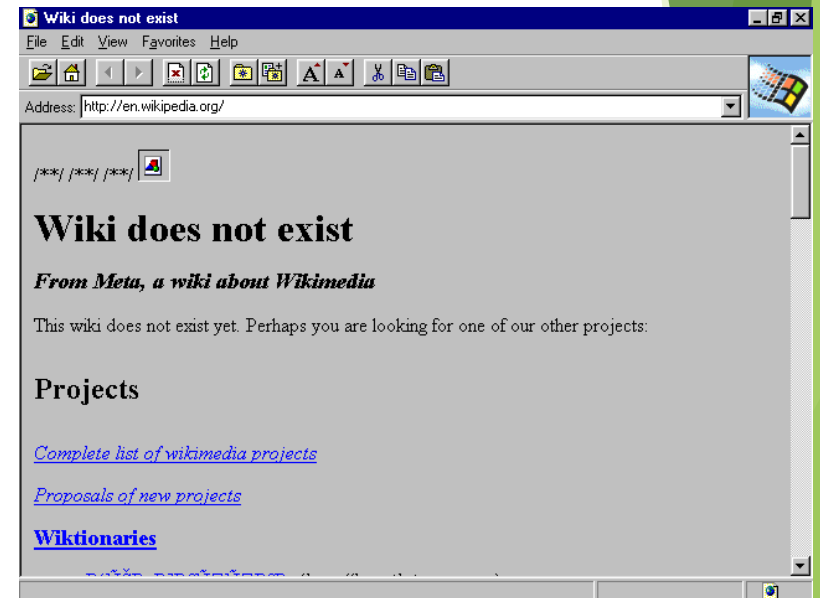 Wiki does not exist
File Edit View Favorites Help
A A
Address: http://en.wikipedia.org/
/**/ /**/ /**/
Wiki does not exist
From Meta, a wiki about Wikimedia
This wiki does not exist yet. Perhaps you are looking for one of our other projects:
Projects
Complete list of wikimedia projects
Proposals of new projects
Wiktionaries